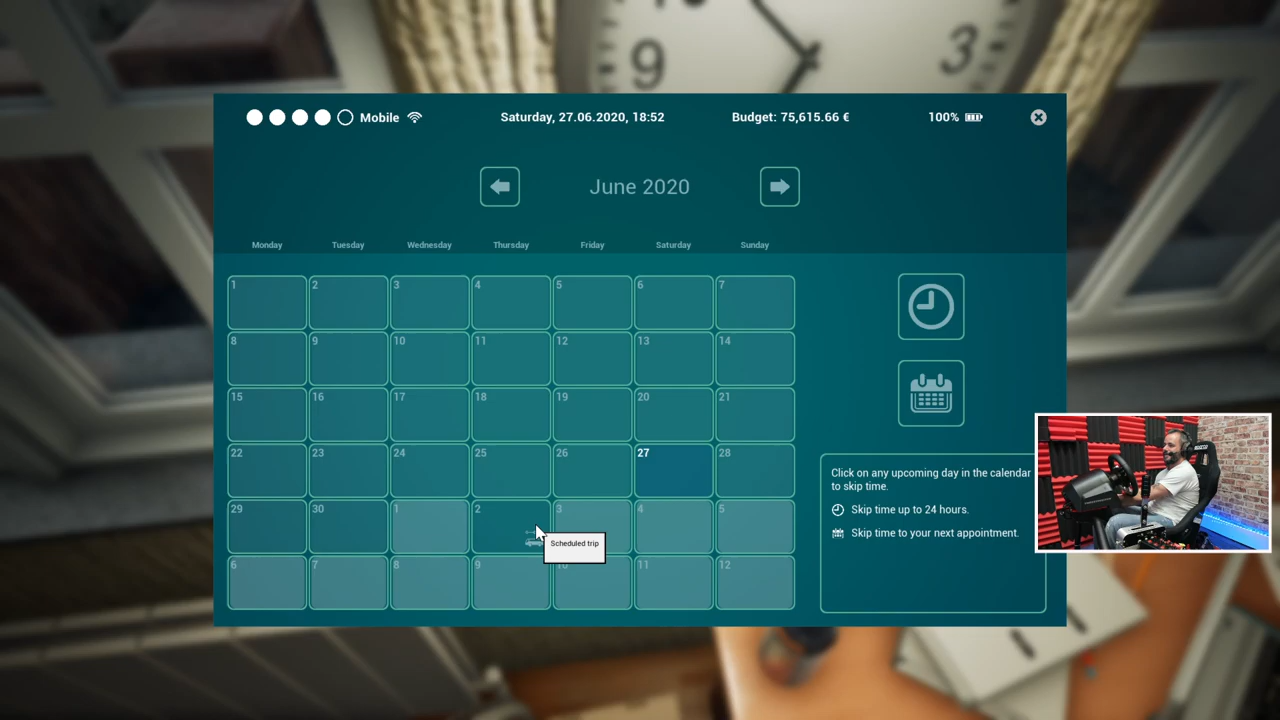 9
3
Mobile
Saturday, 27.06.2020, 18:52
Budget: 75,615.66 €
100%
June 2020
Monday Tuesday Wednesday Thursday Friday Saturday Sunday
1 2 3 4 5 6 7
8 9 10 11 12 13 14
15 16 17 18 19 20 21
22 23 24 25 26 27 28
29 30 1 2 3 4 5
6 7 8 9 10 11 12
Scheduled trip
Click on any upcoming day in the calendar
to skip time.
Skip time up to 24 hours.
Skip time to your next appointment.